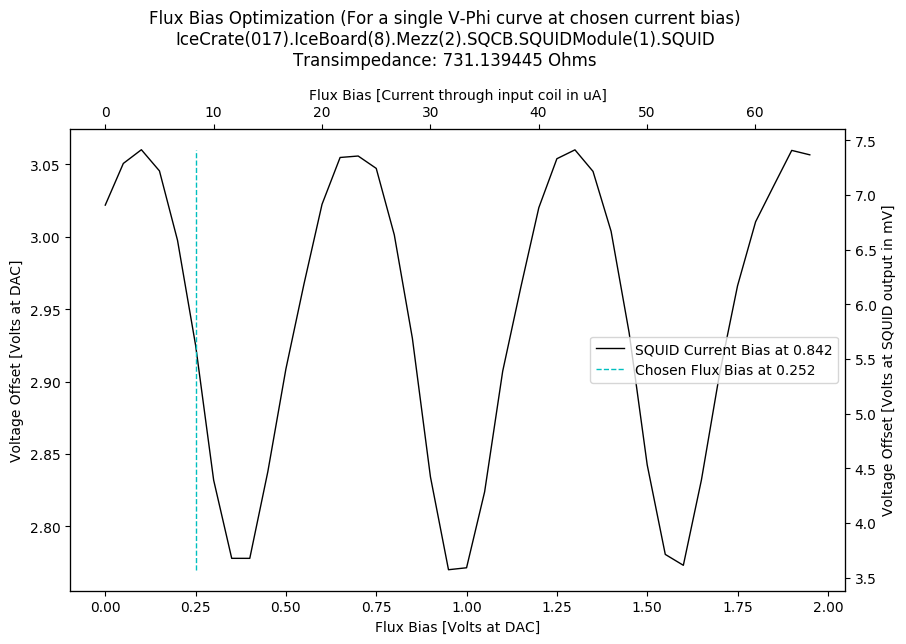 Flux Bias Optimization (For a single V-Phi curve at chosen current bias)
IceCrate(017).IceBoard(8).Mezz(2).SQCB.SQUIDModule(1).SQUID
Transimpedance: 731.139445 Ohms
Flux Bias [Current through input coil in uA]
0 10 20 30 40 50 60
Voltage Offset [Volts at DAC]
3.05
3.00
2.95
2.90
2.85
2.80
7.5
7.0
6.5
6.0
5.5
5.0
4.5
4.0
3.5
Voltage Offset [Volts at SQUID output in mV]
SQUID Current Bias at 0.842
Chosen Flux Bias at 0.252
0.00 0.25 0.50 0.75 1.00 1.25 1.50 1.75 2.00
Flux Bias [Volts at DAC]